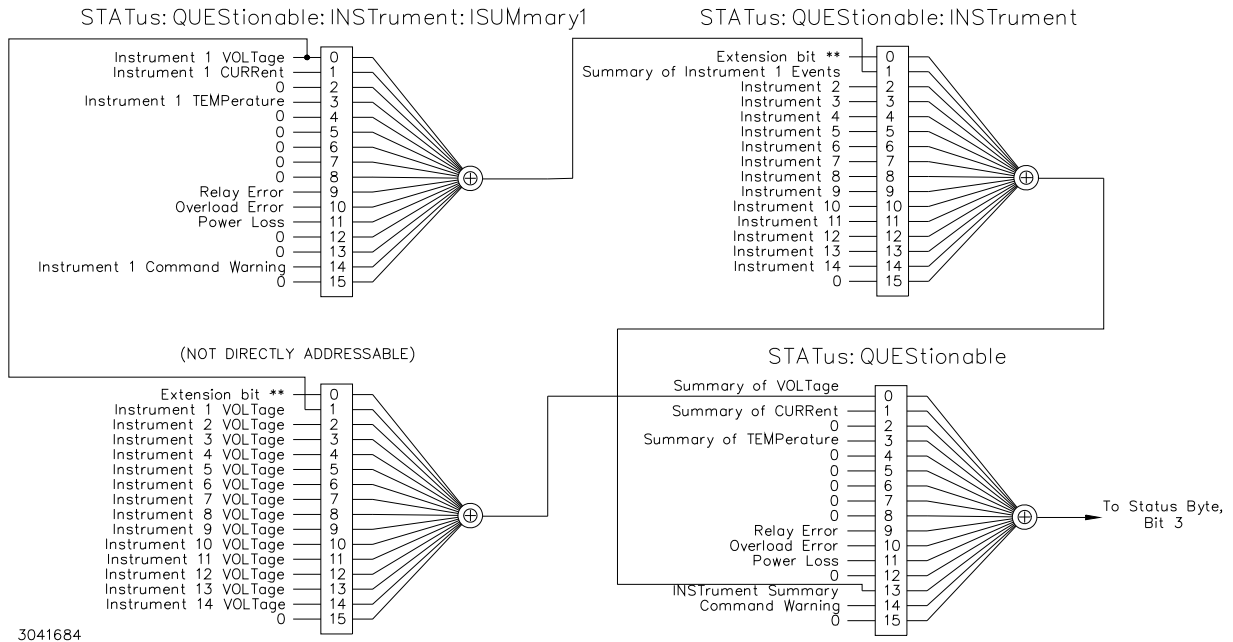 STATus: QUEStionable: INSTrument: ISUMmary1
Instrument 1 VOLTage 0
Instrument 1 CURRent 1
0 2
Instrument 1 TEMPerature 3
0 4
0 5
0 6
0 7
0 8
Relay Error 9
Overload Error 10
Power Loss 11
0 12
0 13
Instrument 1 Command Warning 14
0 15
STATus: QUEStionable: INSTrument
Extension bit ** 0
Summary of Instrument 1 Events 1
Instrument 2 2
Instrument 3 3
Instrument 4 4
Instrument 5 5
Instrument 6 6
Instrument 7 7
Instrument 8 8
Instrument 9 9
Instrument 10 10
Instrument 11 11
Instrument 12 12
Instrument 13 13
Instrument 14 14
0 15
(NOT DIRECTLY ADDRESSABLE)
Extension bit ** 0
Instrument 1 VOLTage 1
Instrument 2 VOLTage 2
Instrument 3 VOLTage 3
Instrument 4 VOLTage 4
Instrument 5 VOLTage 5
Instrument 6 VOLTage 6
Instrument 7 VOLTage 7
Instrument 8 VOLTage 8
Instrument 9 VOLTage 9
Instrument 10 VOLTage 10
Instrument 11 VOLTage 11
Instrument 12 VOLTage 12
Instrument 13 VOLTage 13
Instrument 14 VOLTage 14
0 15
STATus: QUEStionable
Summary of VOLTage 0
Summary of CURRent 1
0 2
Summary of TEMPerature 3
0 4
0 5
0 6
0 7
0 8
Relay Error 9
Overload Error 10
Power Loss 11
0 12
INSTrument Summary 13
Command Warning 14
0 15
To Status Byte,
Bit 3
3041684